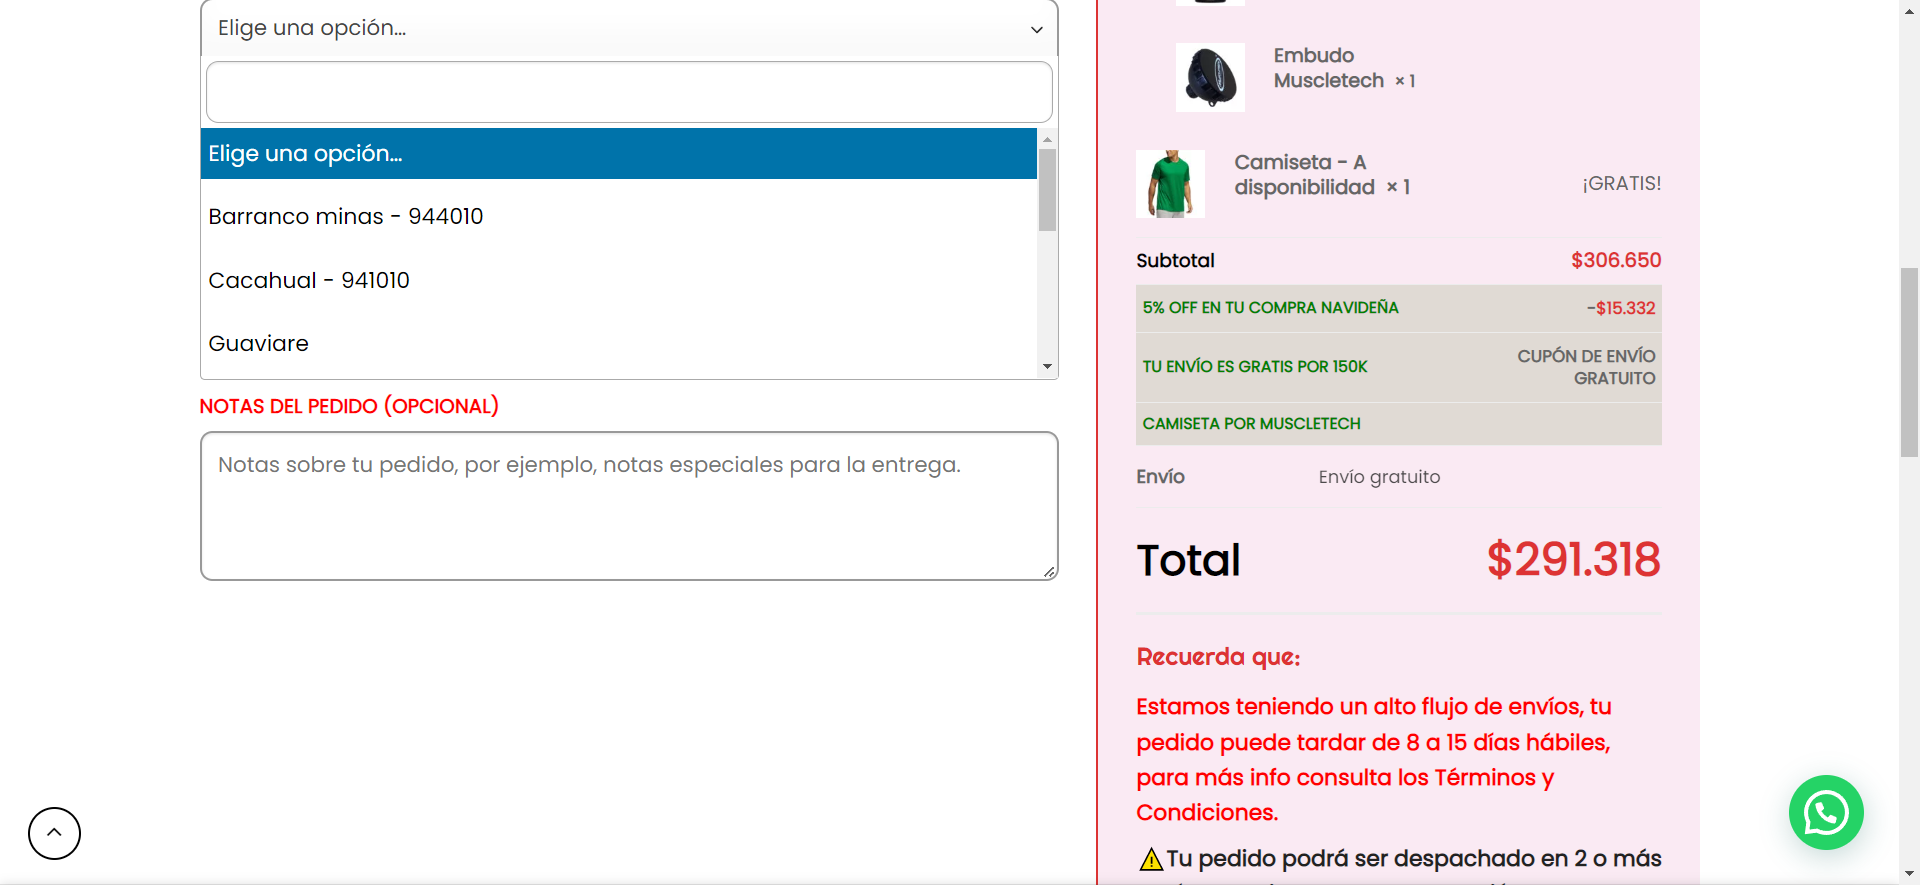 Elige una opción...
Elige una opción...
Barranco minas - 944010
Cacahual - 941010
Guaviare
NOTAS DEL PEDIDO (OPCIONAL)
Notas sobre tu pedido, por ejemplo, notas especiales para la entrega.
Embudo
Muscletech × 1
Camiseta - A
disponibilidad × 1
¡GRATIS!
Subtotal $306.650
5% OFF EN TU COMPRA NAVIDEÑA -$15.332
TU ENVÍO ES GRATIS POR 150K
CUPÓN DE ENVÍO
GRATUITO
CAMISETA POR MUSCLETECH
Envío Envío gratuito
Total $291.318
Recuerda que:
Estamos teniendo un alto flujo de envíos, tu
pedido puede tardar de 8 a 15 días hábiles,
para más info consulta los Términos y
Condiciones.
⚠Tu pedido podrá ser despachado en 2 o más